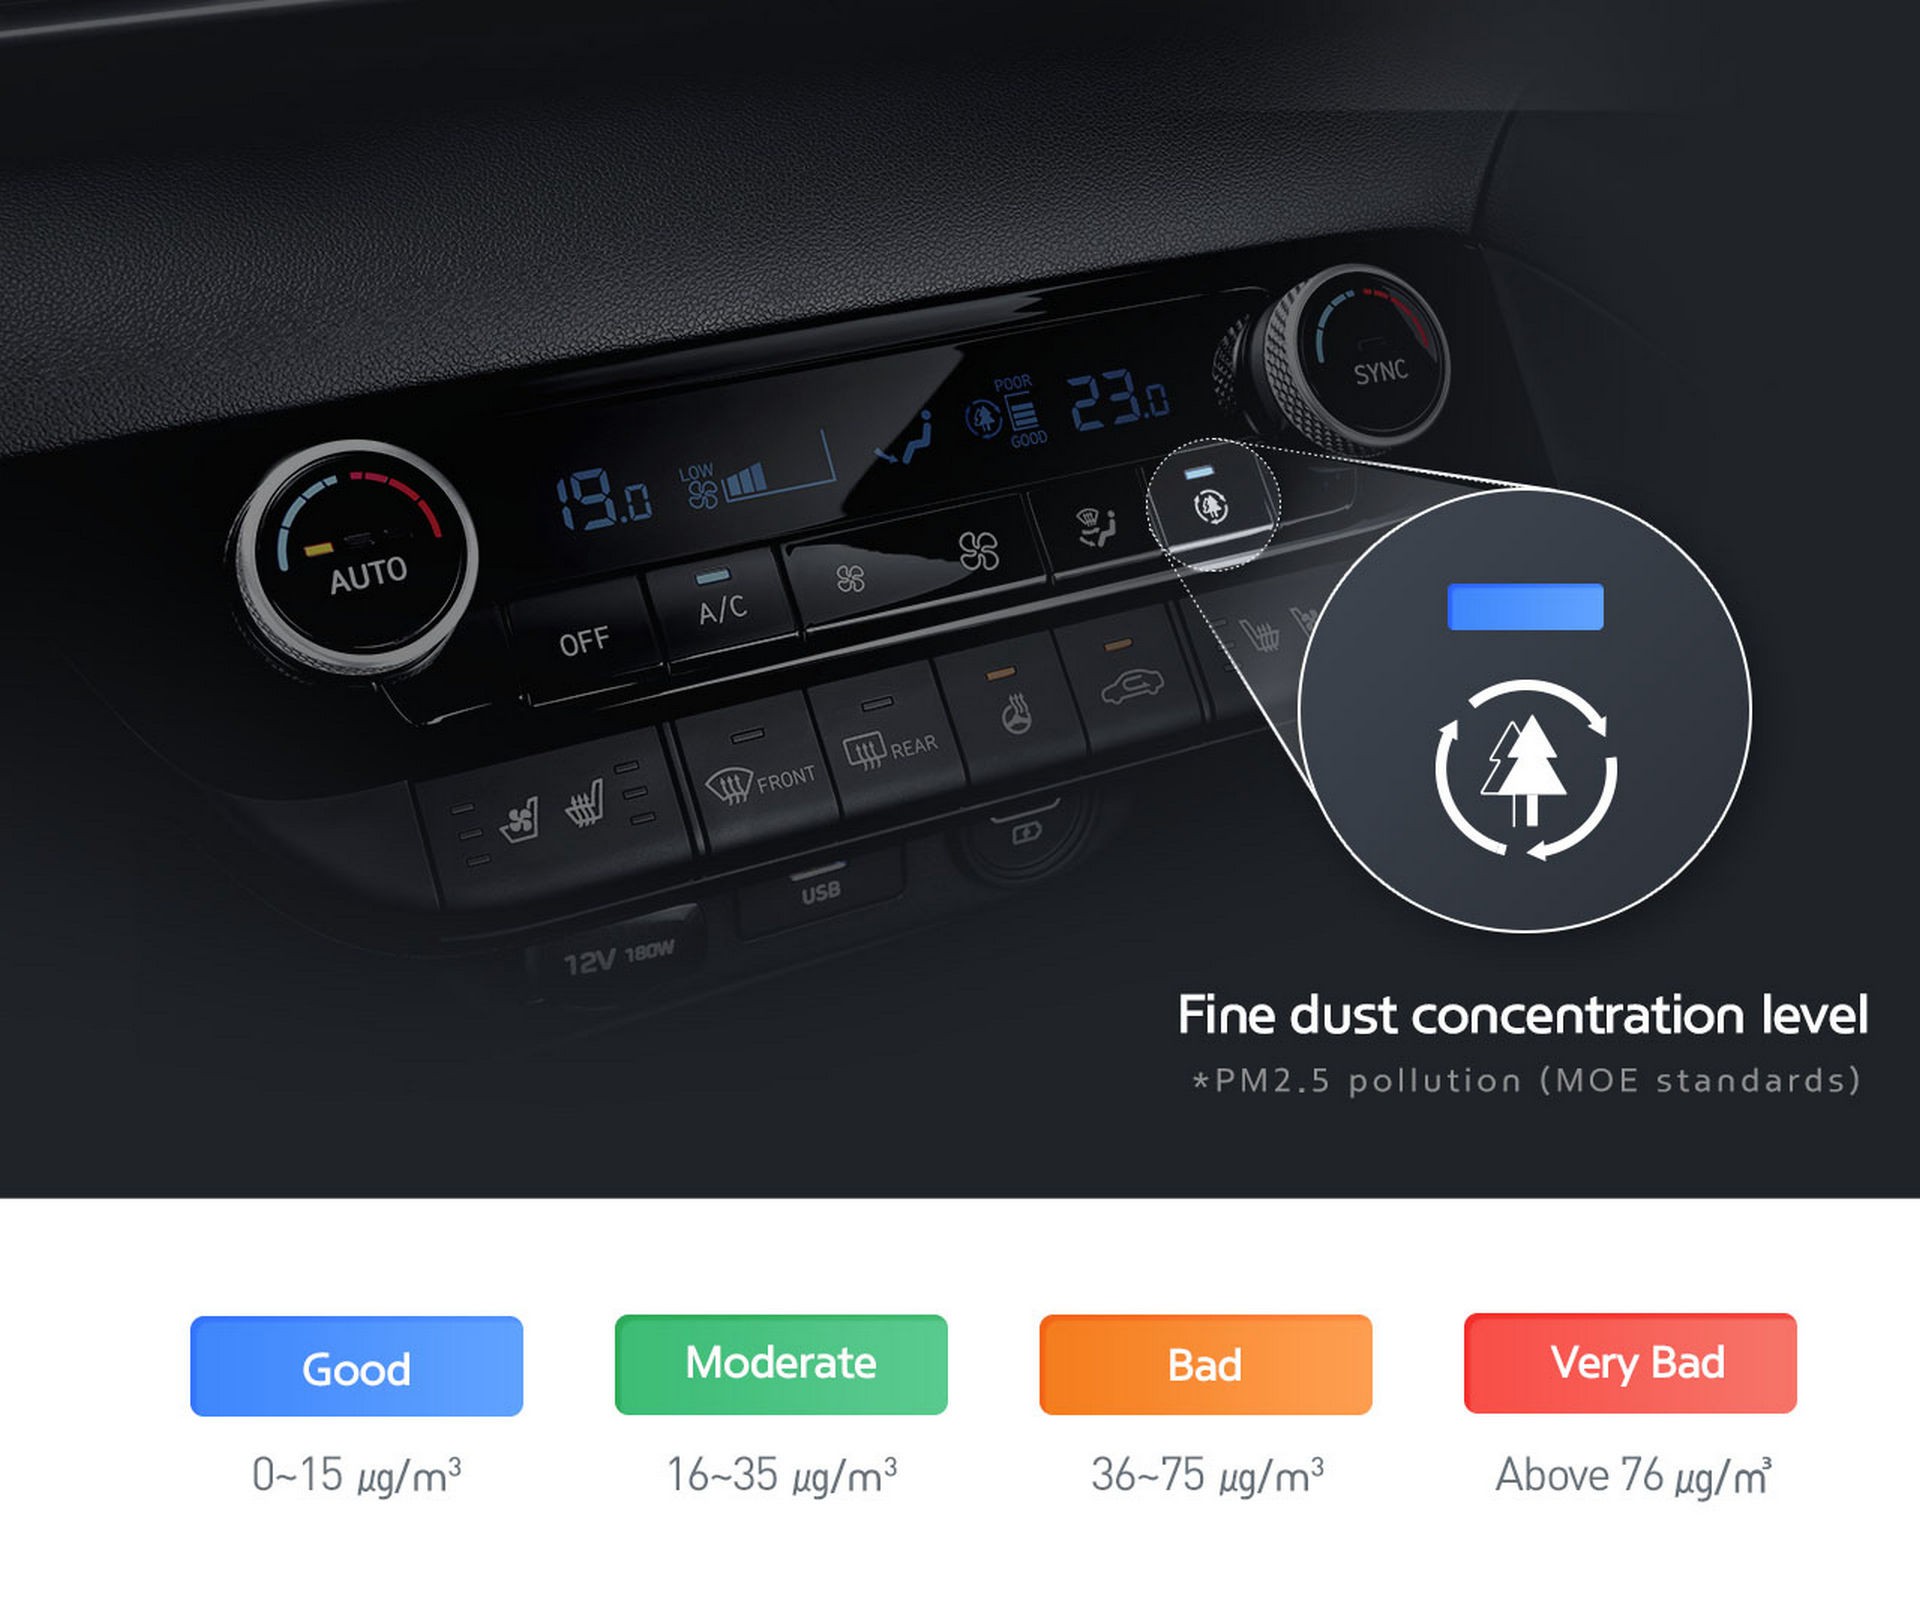 POOR
GOOD
23.0
SYNC
19.0
LOW
AUTO
OFF
A/C
FRONT
REAR
USB
12V 180W
Fine dust concentration level
*PM2.5 pollution (MOE standards)
Good
Moderate
Bad
Very Bad
0~15 µg/m³
16~35 µg/m³
36~75 µg/m³
Above 76 µg/m³